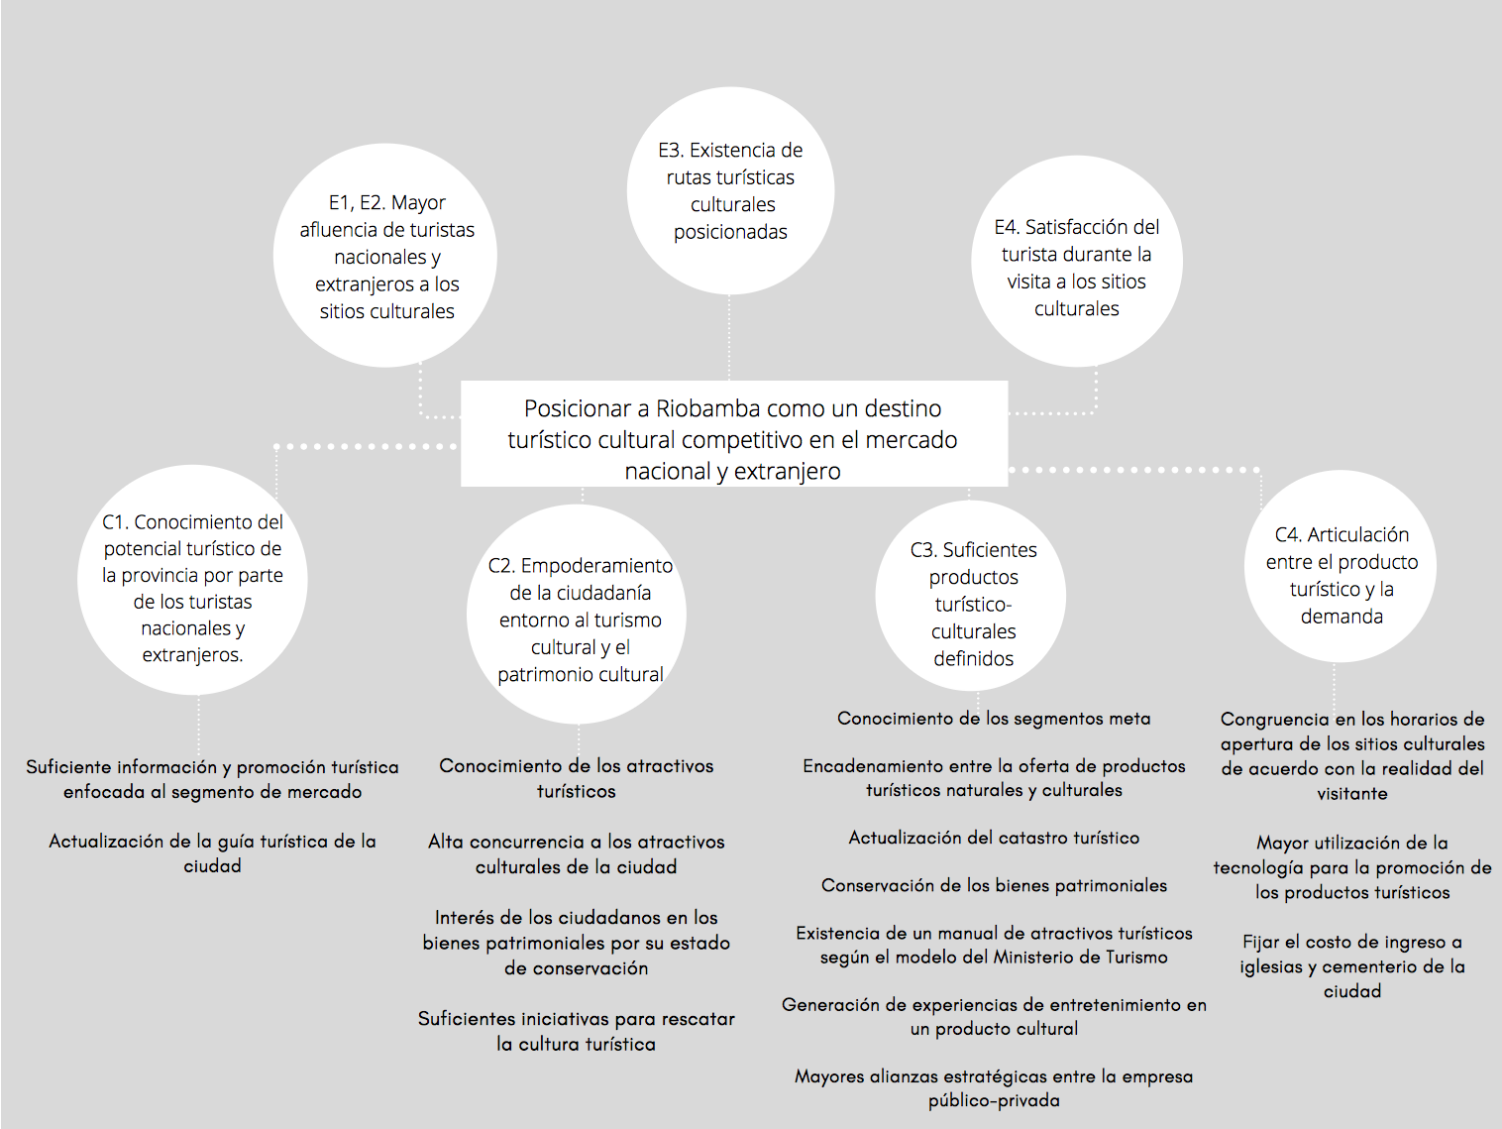 E1, E2. Mayor
afluencia de turistas
nacionales y
extranjeros a los
sitios culturales
E3. Existencia de
rutas turísticas
culturales
posicionadas
E4. Satisfacción del
turista durante la
visita a los sitios
culturales
Posicionar a Riobamba como un destino
turístico cultural competitivo en el mercado
nacional y extranjero
C1. Conocimiento del
potencial turístico de
la provincia por parte
de los turistas
nacionales y
extranjeros.
C2. Empoderamiento
de la ciudadanía
entorno al turismo
cultural y el
patrimonio cultural
C3. Suficientes
productos
turístico-
culturales
definidos
C4. Articulación
entre el producto
turístico y la
demanda
Suficiente información y promoción turística
enfocada al segmento de mercado
Actualización de la guía turística de la
ciudad
Conocimiento de los atractivos
turísticos
Alta concurrencia a los atractivos
culturales de la ciudad
Interés de los ciudadanos en los
bienes patrimoniales por su estado
de conservación
Suficientes iniciativas para rescatar
la cultura turística
Conocimiento de los segmentos meta
Encadenamiento entre la oferta de productos
turísticos naturales y culturales
Actualización del catastro turístico
Conservación de los bienes patrimoniales
Existencia de un manual de atractivos turísticos
según el modelo del Ministerio de Turismo
Generación de experiencias de entretenimiento en
un producto cultural
Mayores alianzas estratégicas entre la empresa
público-privada
Congruencia en los horarios de
apertura de los sitios culturales
de acuerdo con la realidad del
visitante
Mayor utilización de la
tecnología para la promoción de
los productos turísticos
Fijar el costo de ingreso a
iglesias y cementerio de la
ciudad